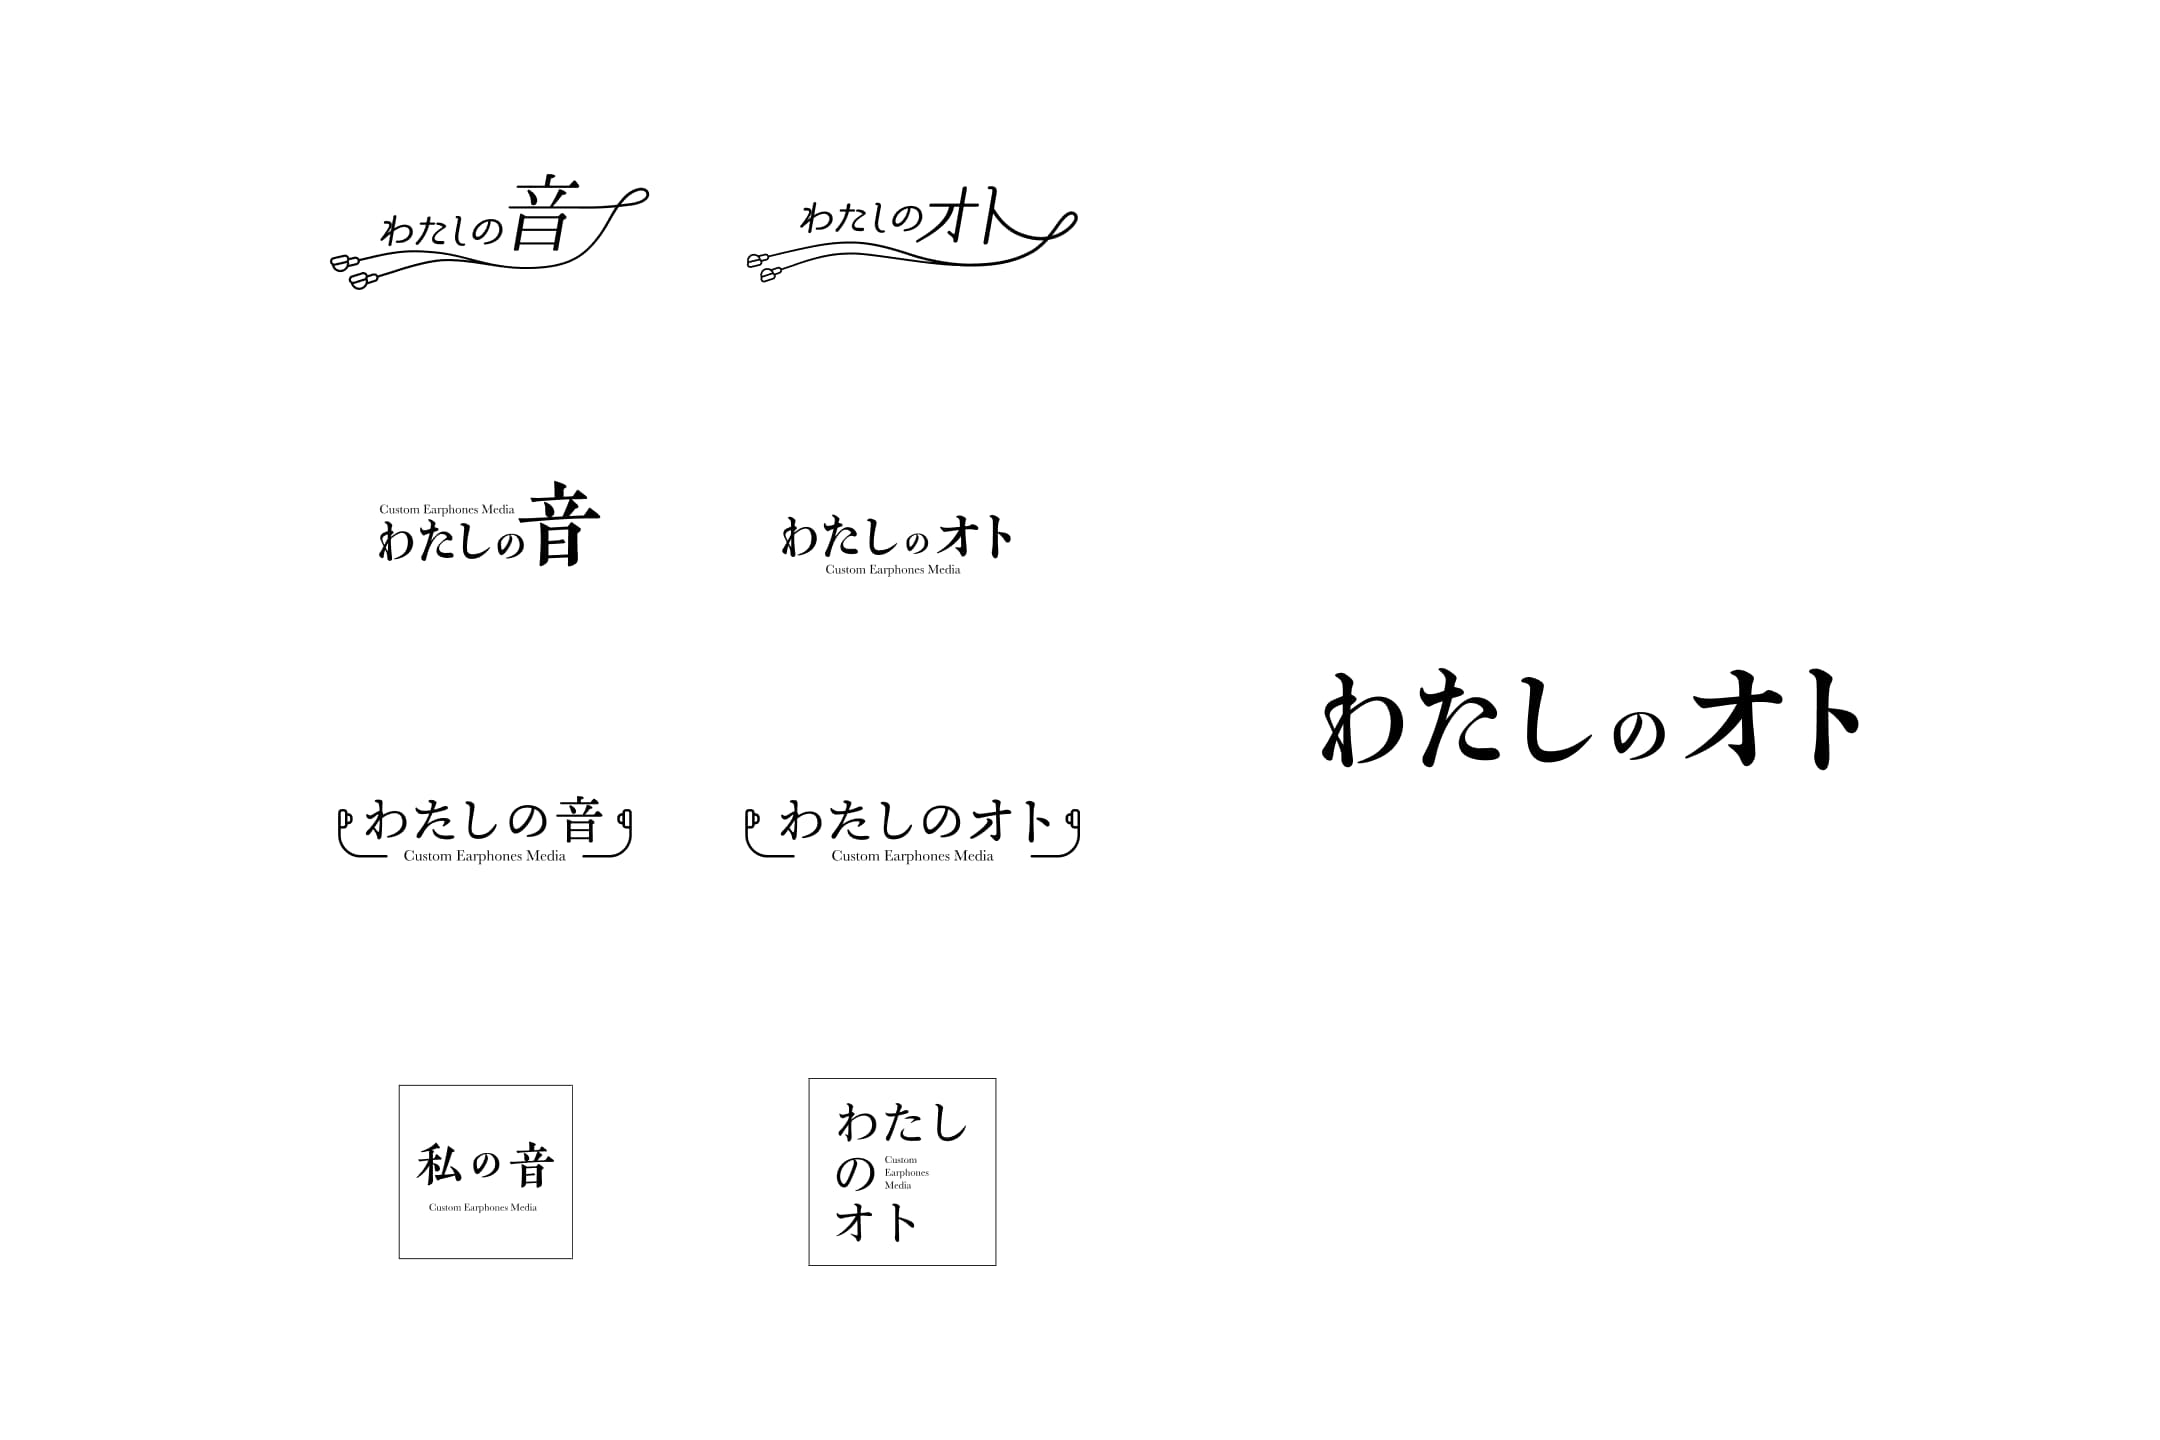 わたしの音
わたしのオト
Custom Earphones Media
わたしの音
わたしのオト
Custom Earphones Media
わたしのオト
わたしの音
Custom Earphones Media
わたしのオト
Custom Earphones Media
私の音
Custom Earphones Media
わたし
の
Custom
Earphones
Media
オト